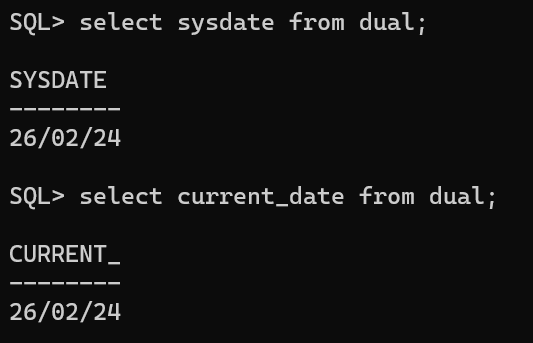 SQL> select sysdate from dual;
SYSDATE
--------
26/02/24
SQL> select current_date from dual;
CURRENT_
--------
26/02/24